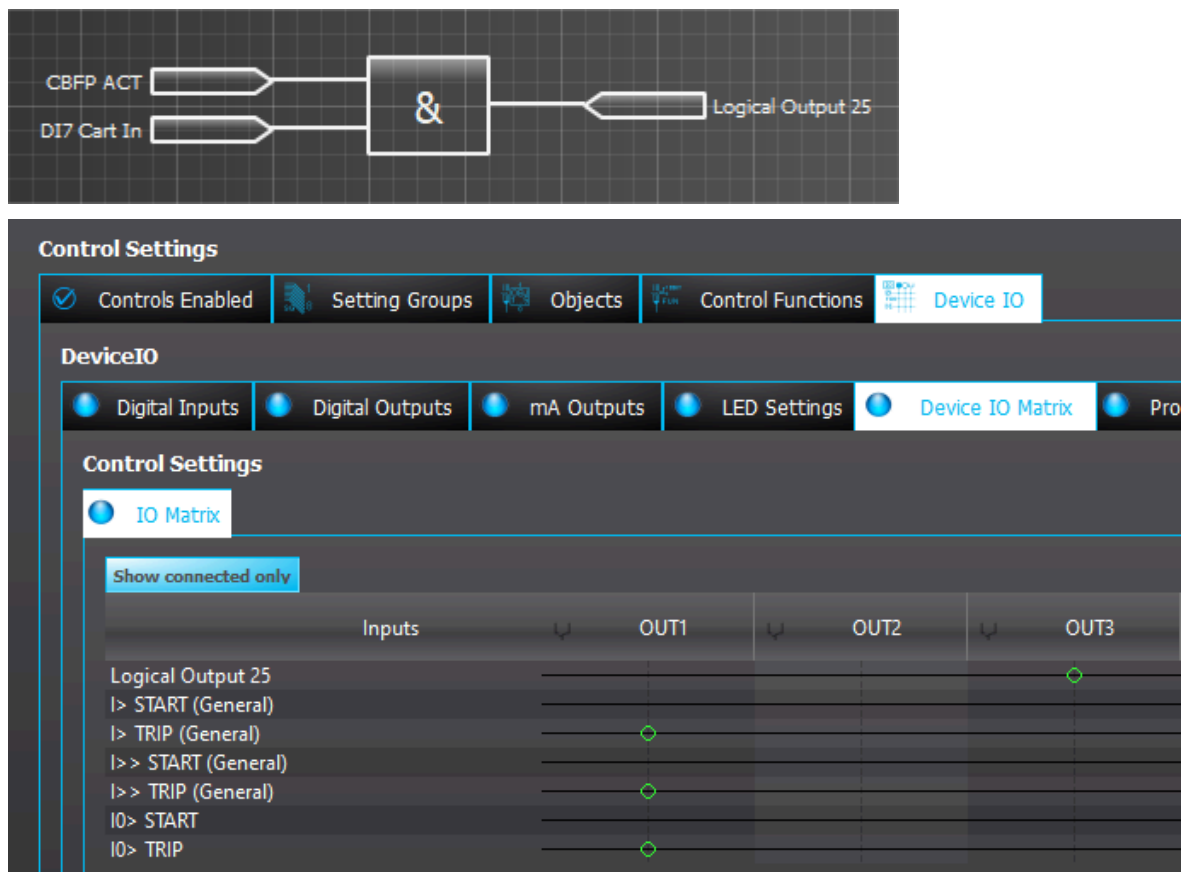 CBFP ACT
DI7 Cart In
&
Logical Output 25
Control Settings
Controls Enabled Setting Groups Objects Control Functions Device IO
DeviceIO
Digital Inputs Digital Outputs mA Outputs LED Settings Device IO Matrix Pro
Control Settings
IO Matrix
Show connected only
Inputs OUT1 OUT2 OUT3
Logical Output 25
I> START (General)
I> TRIP (General)
I>> START (General)
I>> TRIP (General)
I0> START
I0> TRIP